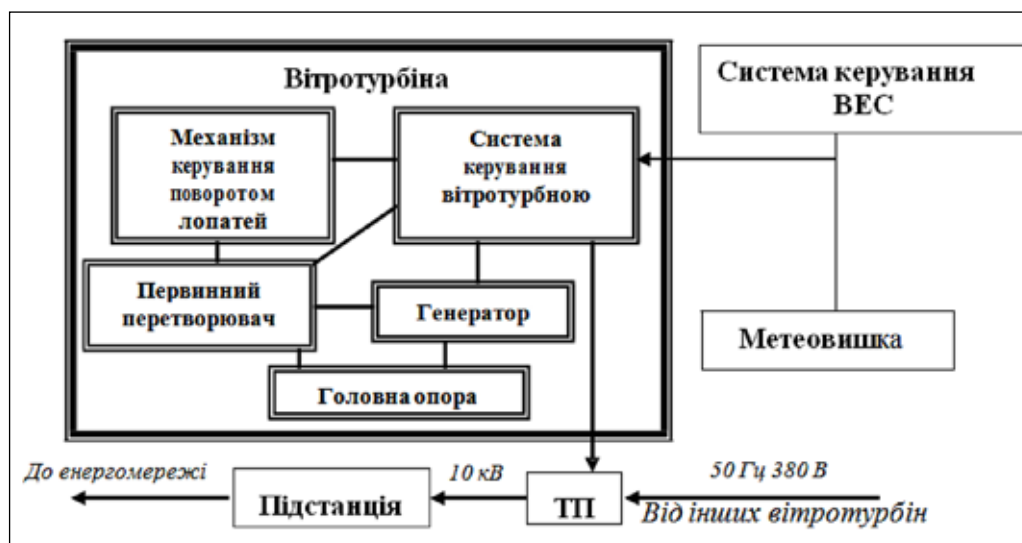 Вітротурбіна
Механізм
керування
поворотом
лопатей
Система
керування
вітротурбною
Первинний
перетворювач
Генератор
Головна опора
Система керування
ВЕС
Метеовишка
До енергомережі
Підстанція
10 кВ
ТП
50 Гц 380 В
Від інших вітротурбін